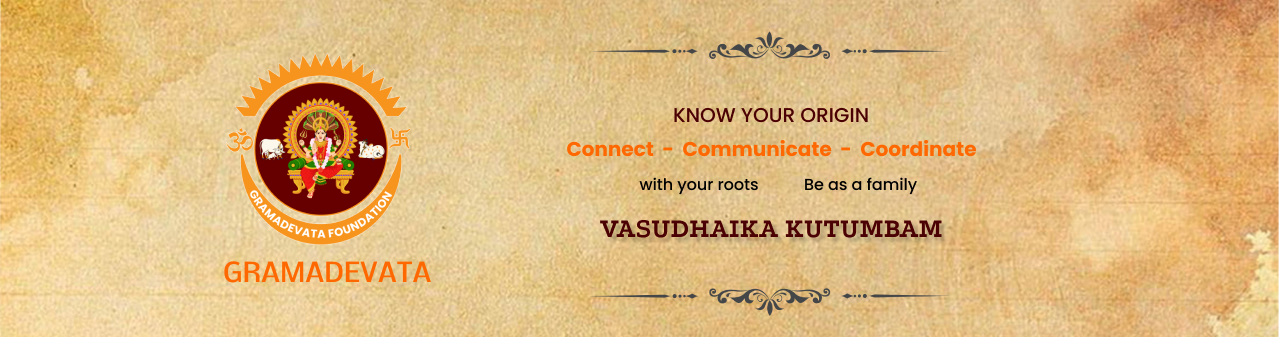 ॐ
GRAMADEVATA FOUNDATION
GRAMADEVATA
KNOW YOUR ORIGIN
Connect - Communicate - Coordinate
with your roots Be as a family
VASUDHAIKA KUTUMBAM